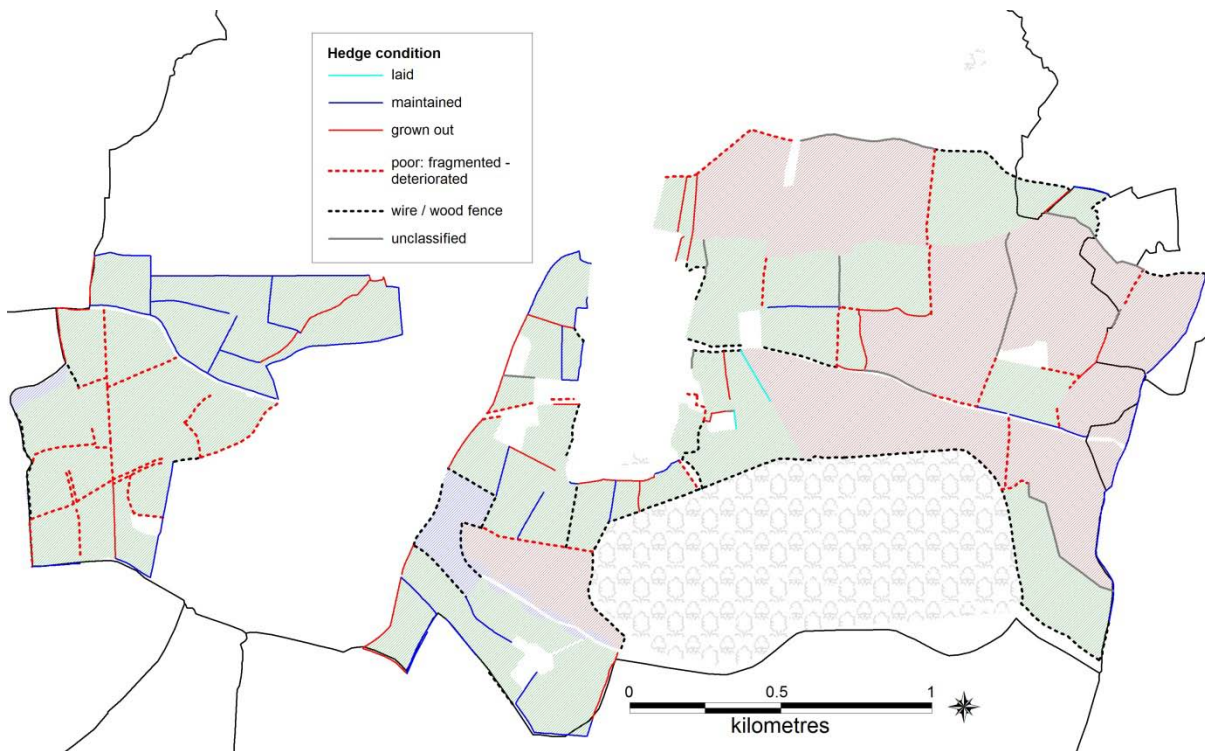 Hedge condition
laid
maintained
grown out
poor: fragmented -
deteriorated
wire / wood fence
unclassified
0 0.5 1
kilometres